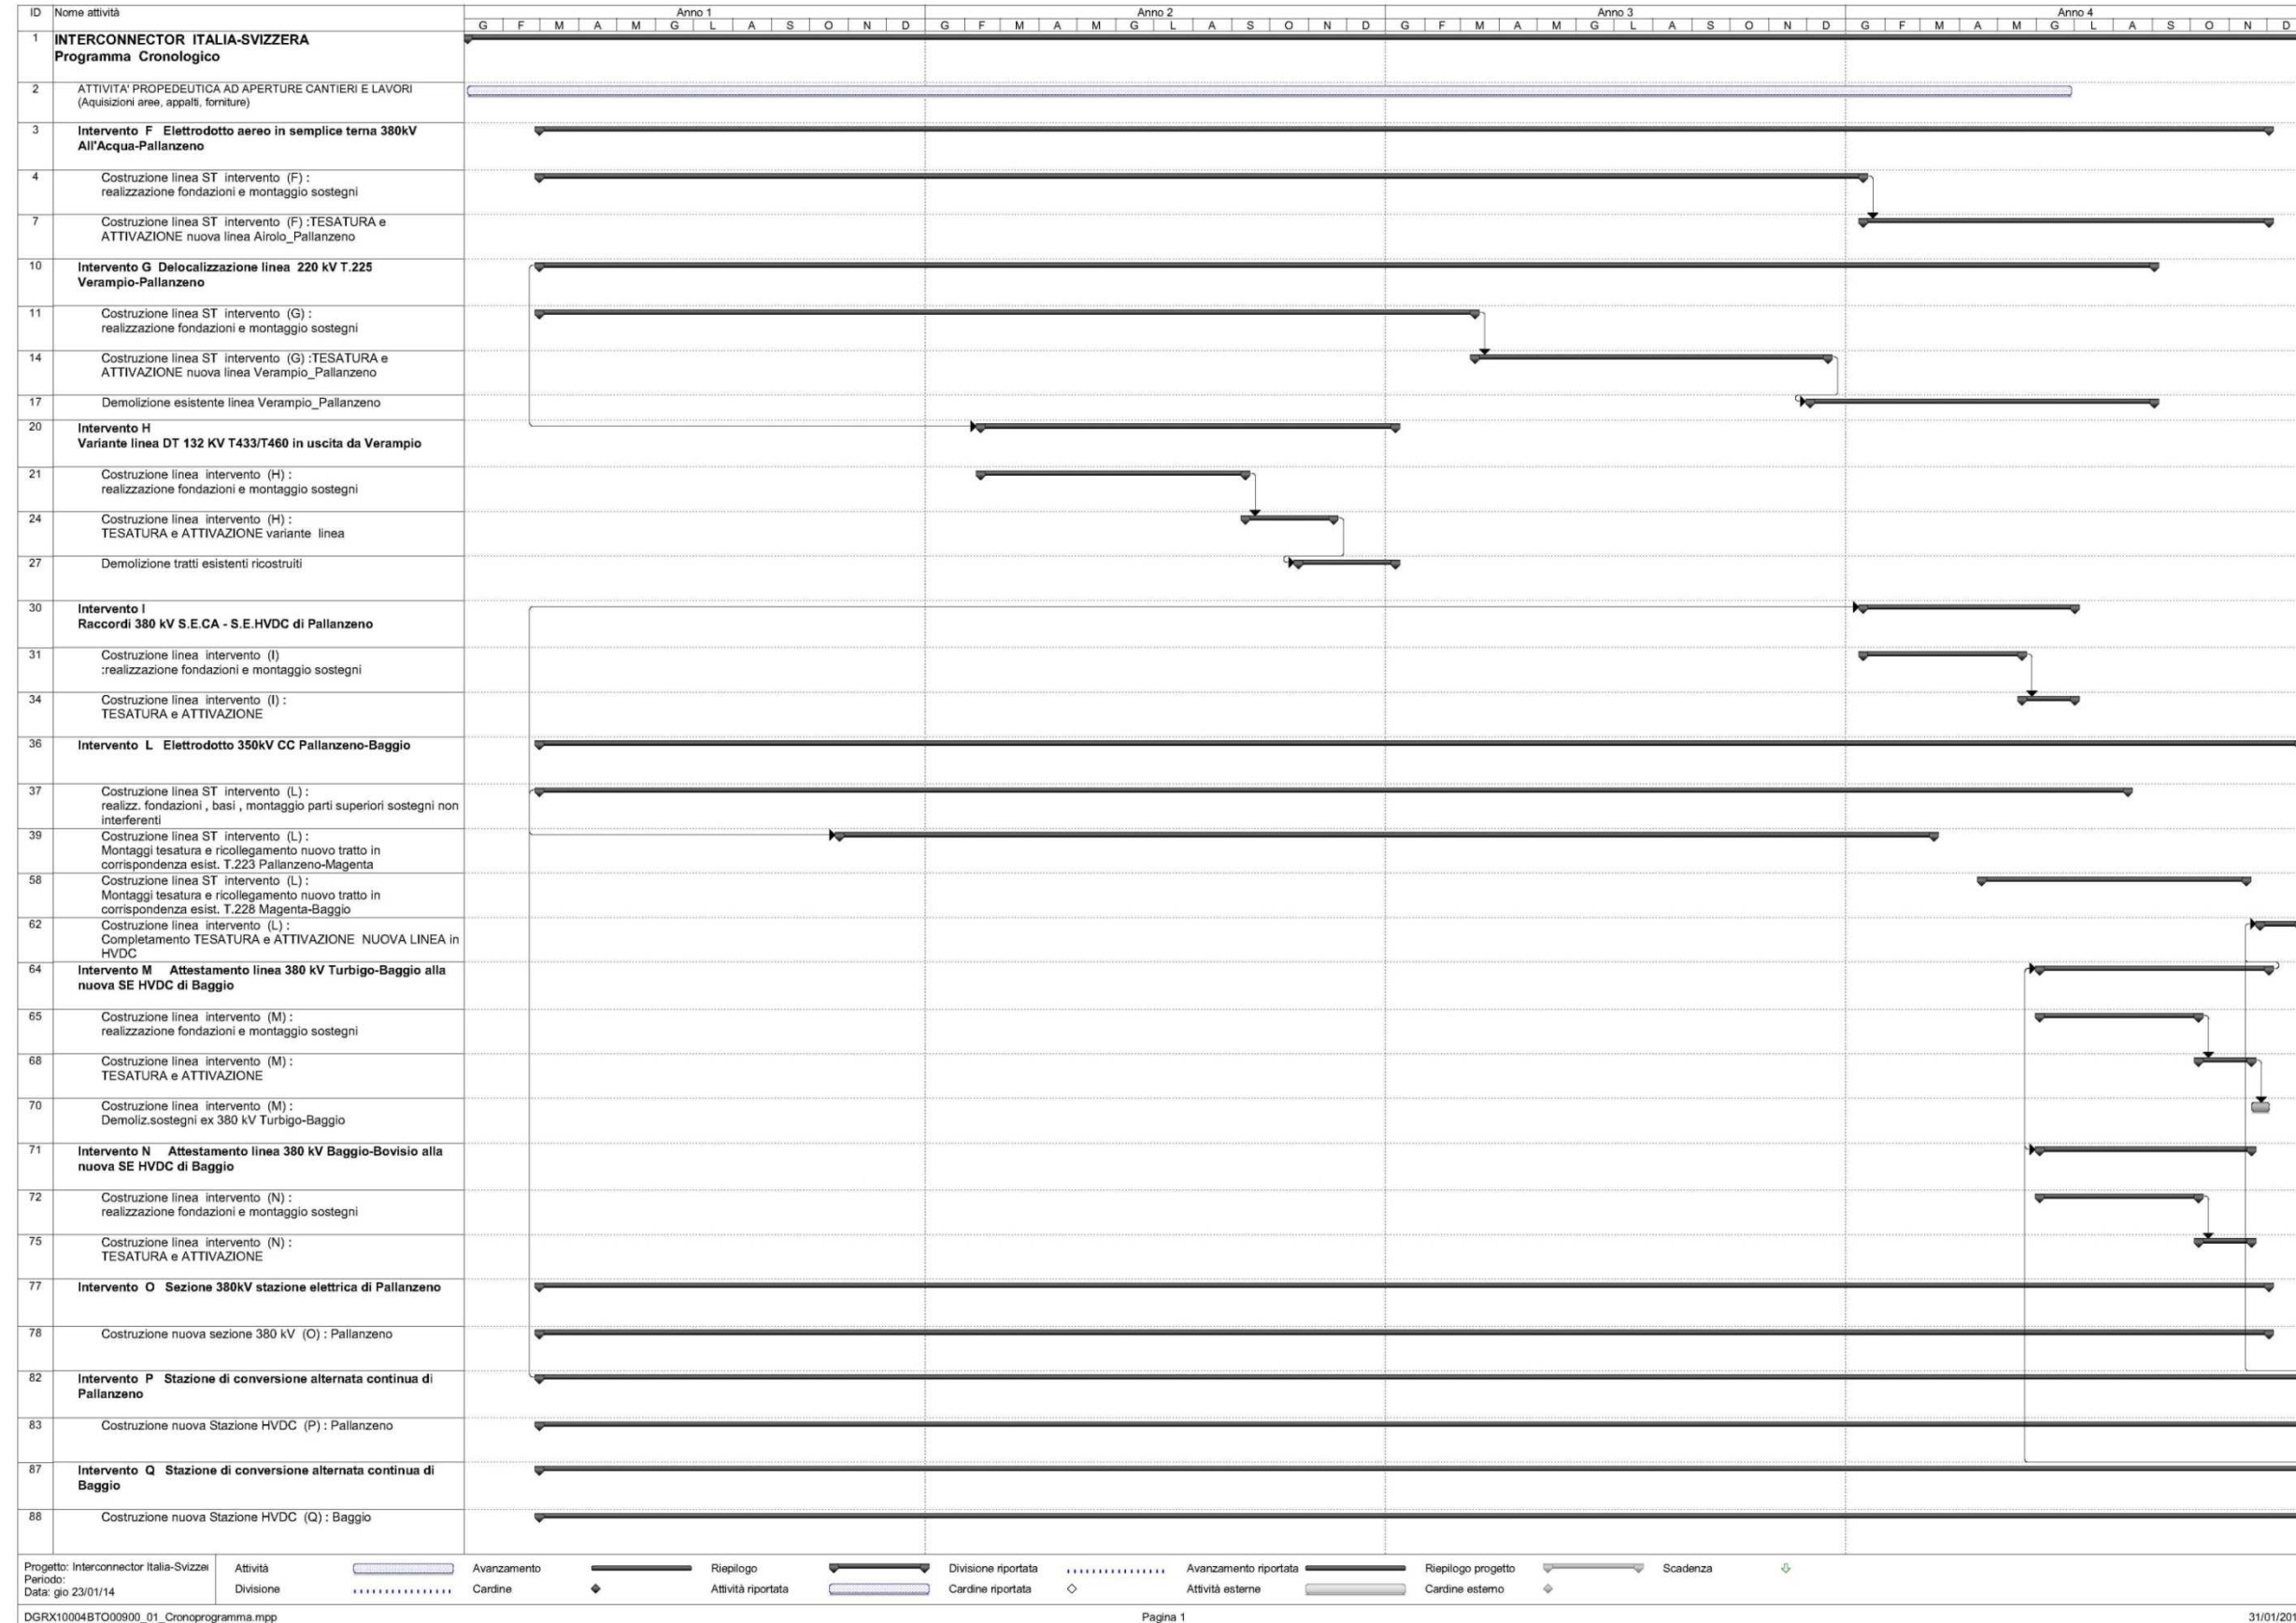 ID Nome attività Anno 1 Anno 2 Anno 3 Anno 4
G F M A M G L A S O N D G F M A M G L A S O N D G F M A M G L A S O N D G F M A M G L A S O N D
1 INTERCONNECTOR ITALIA-SVIZZERA
Programma Cronologico
2 ATTIVITA' PROPEDEUTICA AD APERTURE CANTIERI E LAVORI
(Aquisizioni aree, appalti, forniture)
3 Intervento F Elettrodotto aereo in semplice terna 380kV
All'Acqua-Pallanzeno
4 Costruzione linea ST intervento (F) :
realizzazione fondazioni e montaggio sostegni
7 Costruzione linea ST intervento (F) :TESATURA e
ATTIVAZIONE nuova linea Airolo_Pallanzeno
10 Intervento G Delocalizzazione linea 220 kV T.225
Verampio-Pallanzeno
11 Costruzione linea ST intervento (G) :
realizzazione fondazioni e montaggio sostegni
14 Costruzione linea ST intervento (G) :TESATURA e
ATTIVAZIONE nuova linea Verampio_Pallanzeno
17 Demolizione esistente linea Verampio_Pallanzeno
20 Intervento H
Variante linea DT 132 KV T433/T460 in uscita da Verampio
21 Costruzione linea intervento (H) :
realizzazione fondazioni e montaggio sostegni
24 Costruzione linea intervento (H) :
TESATURA e ATTIVAZIONE variante linea
27 Demolizione tratti esistenti ricostruiti
30 Intervento I
Raccordi 380 kV S.E.CA - S.E.HVDC di Pallanzeno
31 Costruzione linea intervento (I)
:realizzazione fondazioni e montaggio sostegni
34 Costruzione linea intervento (I) :
TESATURA e ATTIVAZIONE
36 Intervento L Elettrodotto 350kV CC Pallanzeno-Baggio
37 Costruzione linea ST intervento (L) :
realizz. fondazioni , basi , montaggio parti superiori sostegni non
interferenti
39 Costruzione linea ST intervento (L) :
Montaggi tesatura e ricollegamento nuovo tratto in
corrispondenza esist. T.223 Pallanzeno-Magenta
58 Costruzione linea ST intervento (L) :
Montaggi tesatura e ricollegamento nuovo tratto in
corrispondenza esist. T.228 Magenta-Baggio
62 Costruzione linea intervento (L) :
Completamento TESATURA e ATTIVAZIONE NUOVA LINEA in
HVDC
64 Intervento M Attestamento linea 380 kV Turbigo-Baggio alla
nuova SE HVDC di Baggio
65 Costruzione linea intervento (M) :
realizzazione fondazioni e montaggio sostegni
68 Costruzione linea intervento (M) :
TESATURA e ATTIVAZIONE
70 Costruzione linea intervento (M) :
Demoliz.sostegni ex 380 kV Turbigo-Baggio
71 Intervento N Attestamento linea 380 kV Baggio-Bovisio alla
nuova SE HVDC di Baggio
72 Costruzione linea intervento (N) :
realizzazione fondazioni e montaggio sostegni
75 Costruzione linea intervento (N) :
TESATURA e ATTIVAZIONE
77 Intervento O Sezione 380kV stazione elettrica di Pallanzeno
78 Costruzione nuova sezione 380 kV (O) : Pallanzeno
82 Intervento P Stazione di conversione alternata continua di
Pallanzeno
83 Costruzione nuova Stazione HVDC (P) : Pallanzeno
87 Intervento Q Stazione di conversione alternata continua di
Baggio
88 Costruzione nuova Stazione HVDC (Q) : Baggio
Progetto: Interconnector Italia-Svizzei Attività Avanzamento Riepilogo Divisione riportata Avanzamento riportata Riepilogo progetto Scadenza
Periodo:
Data: gio 23/01/14 Divisione Cardine Attività riportata Cardine riportata Attività esterne Cardine esterno
DGRX10004BTO00900_01_Cronoprogramma.mpp Pagina 1 31/01/201